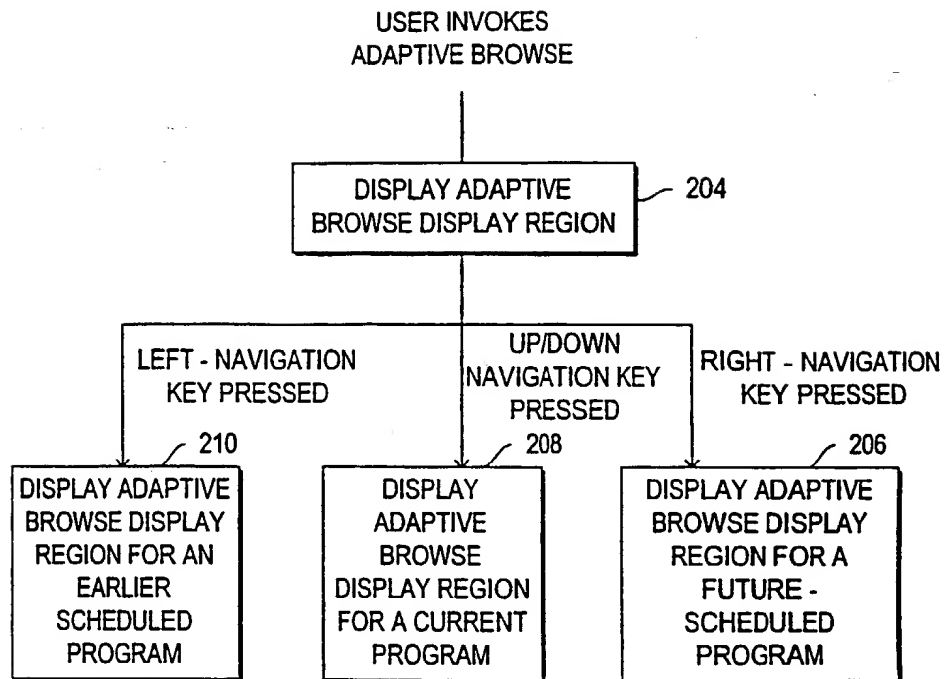 USER INVOKES
ADAPTIVE BROWSE
DISPLAY ADAPTIVE
BROWSE DISPLAY REGION
204
LEFT - NAVIGATION
KEY PRESSED
UP/DOWN
NAVIGATION KEY
PRESSED
RIGHT - NAVIGATION
KEY PRESSED
210
DISPLAY ADAPTIVE
BROWSE DISPLAY
REGION FOR AN
EARLIER
SCHEDULED
PROGRAM
208
DISPLAY
ADAPTIVE
BROWSE
DISPLAY REGION
FOR A CURRENT
PROGRAM
206
DISPLAY ADAPTIVE
BROWSE DISPLAY
REGION FOR A
FUTURE -
SCHEDULED
PROGRAM